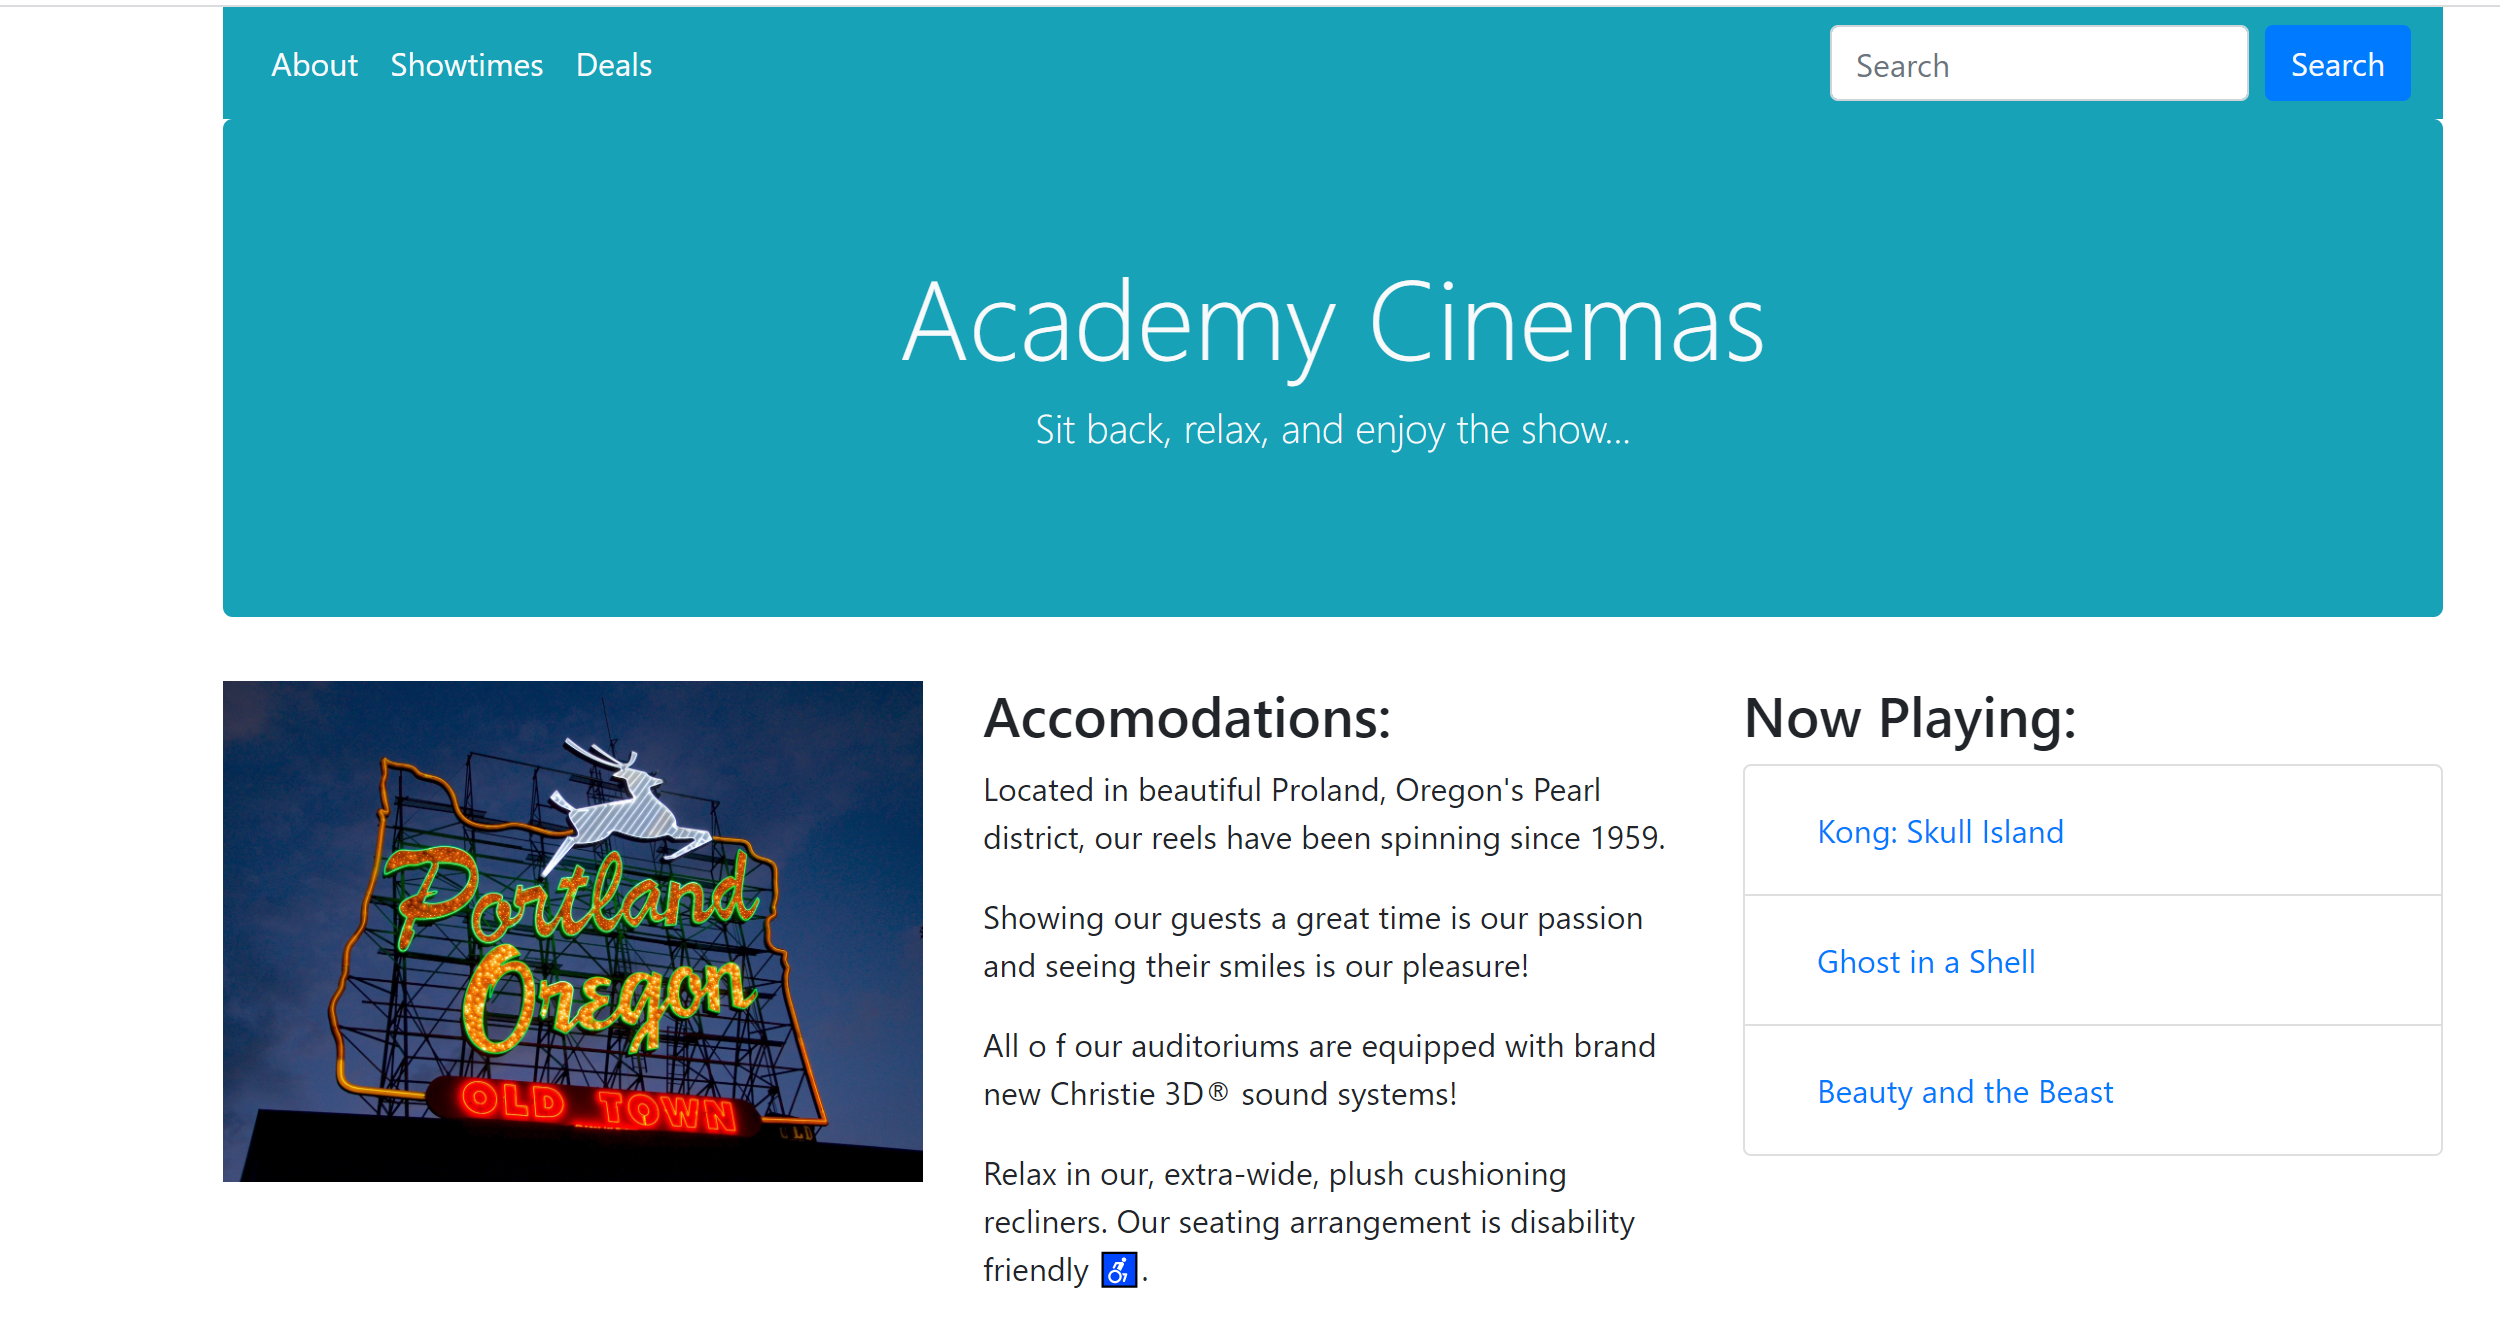 About Showtimes Deals Search Search
Academy Cinemas
Sit back, relax, and enjoy the show...
Portland
Oregon
OLD TOWN
Accomodations:
Located in beautiful Proland, Oregon's Pearl
district, our reels have been spinning since 1959.
Showing our guests a great time is our passion
and seeing their smiles is our pleasure!
All o f our auditoriums are equipped with brand
new Christie 3D® sound systems!
Relax in our, extra-wide, plush cushioning
recliners. Our seating arrangement is disability
friendly ♿.
Now Playing:
Kong: Skull Island
Ghost in a Shell
Beauty and the Beast